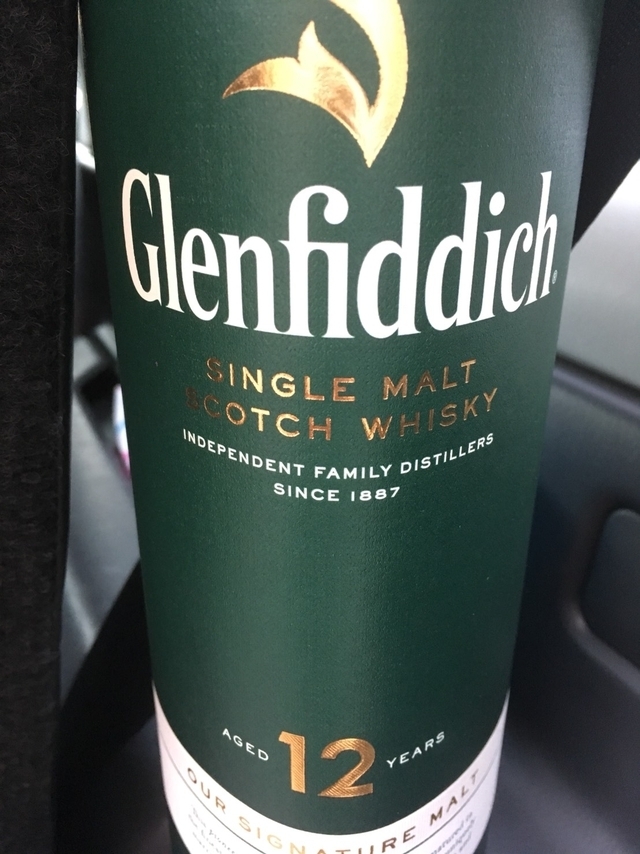 Glenfiddich®
SINGLE MALT
SCOTCH WHISKY
INDEPENDENT FAMILY DISTILLERS
SINCE 1887
AGED 12 YEARS
OUR SIGNATURE MALT